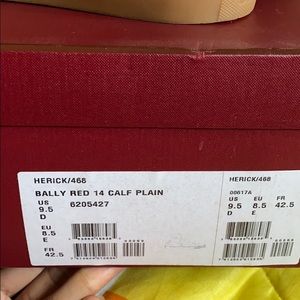 HERICK/468
BALLY RED 14 CALF PLAIN
US
9.5
D
6205427
EU
8.5
E
FR
42.5
HERICK/468
00617A
US EU FR
9.5 8.5 42.5
D E